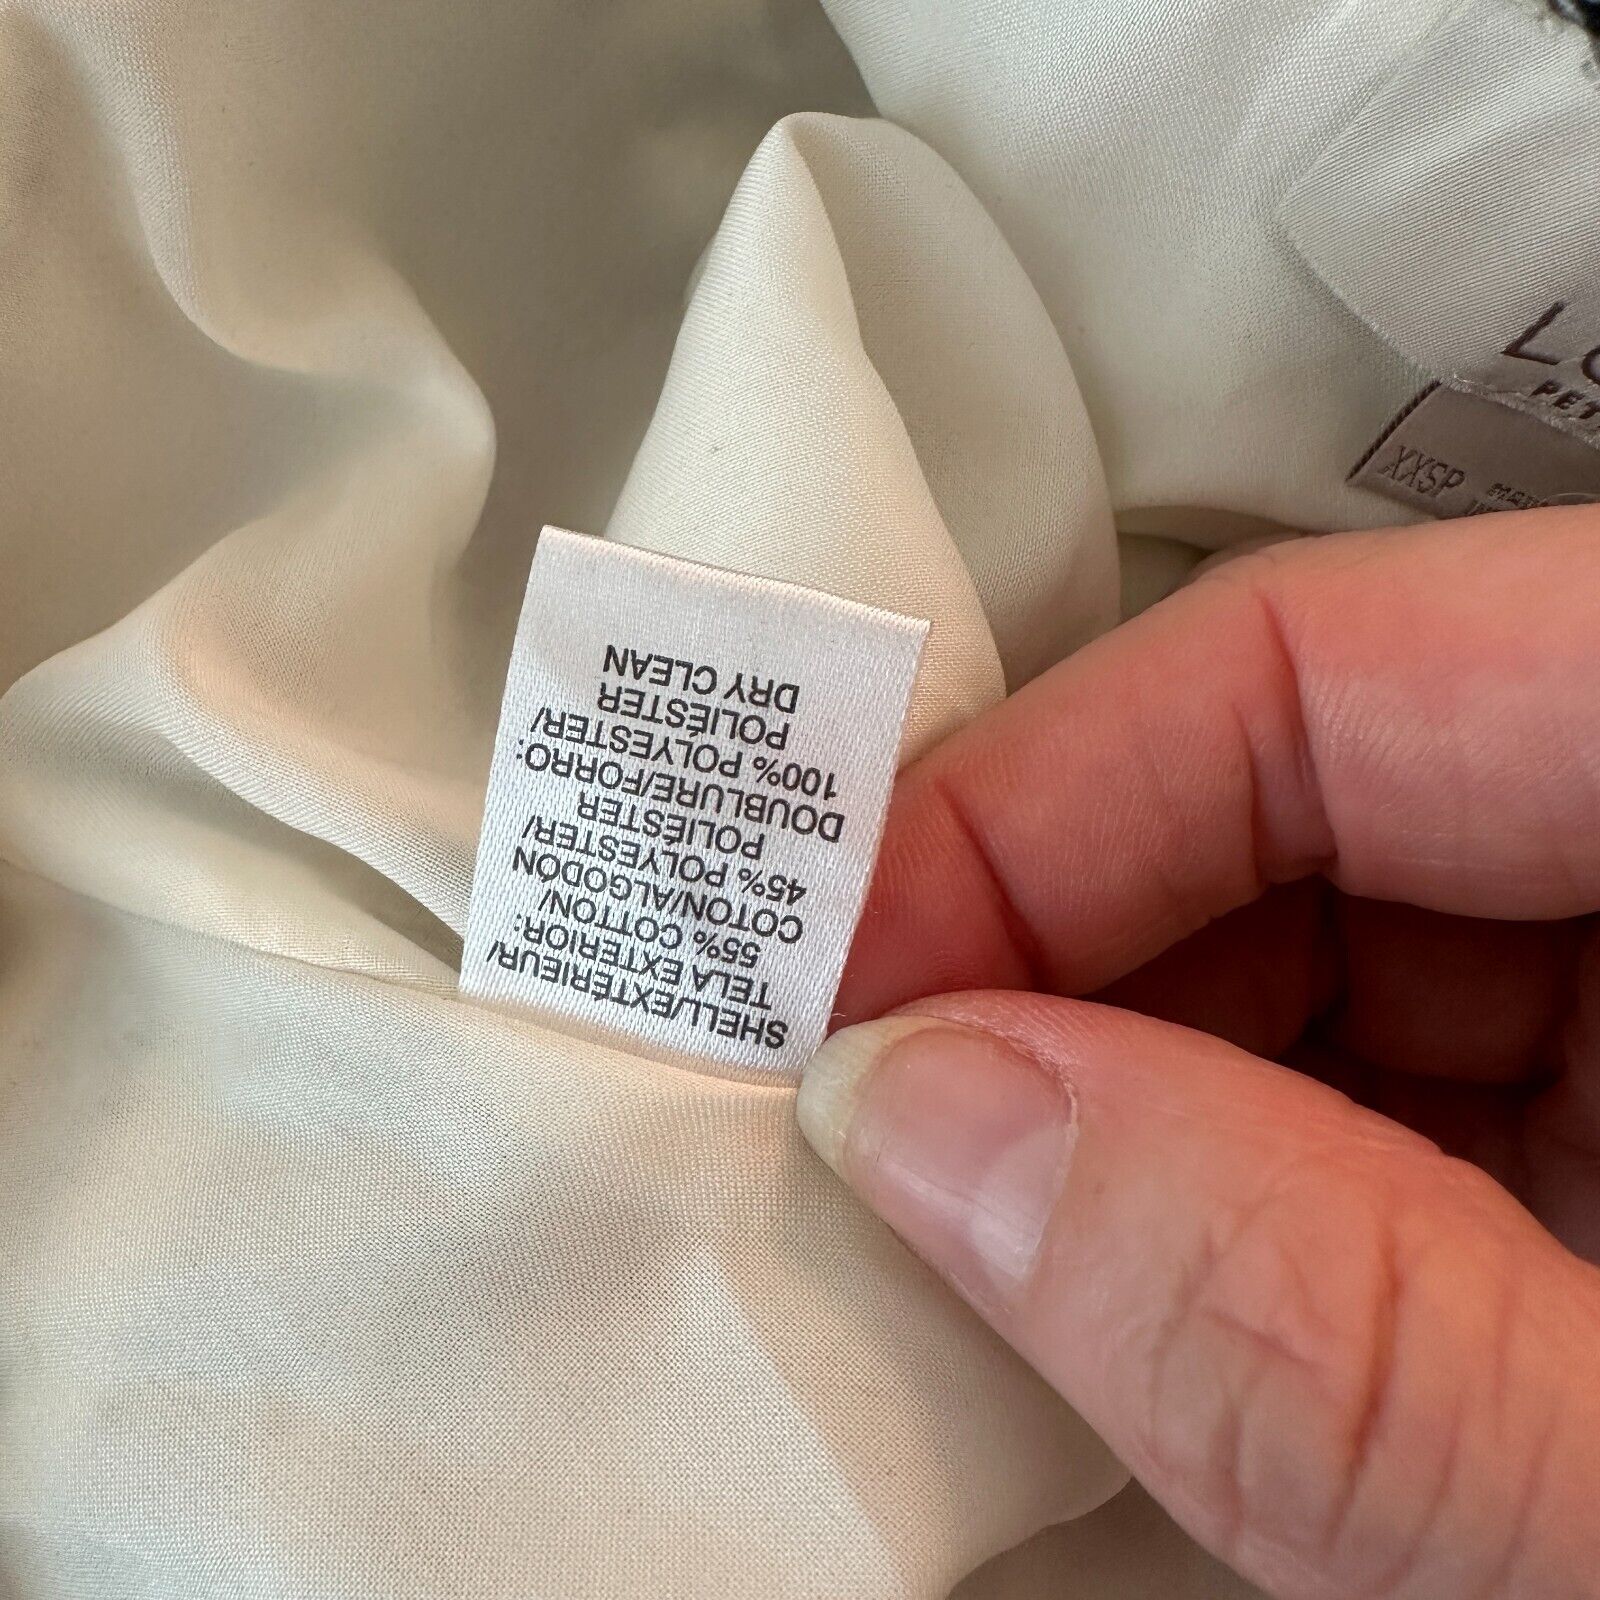 SHELL/EXTÉRIEUR/
TELA EXTERIOR:
55% COTTON/
COTON/ALGODÓN
45% POLYESTER/
POLIÉSTER
DOUBLURE/FORRO:
100% POLYESTER/
POLIÉSTER
DRY CLEAN
XXSP